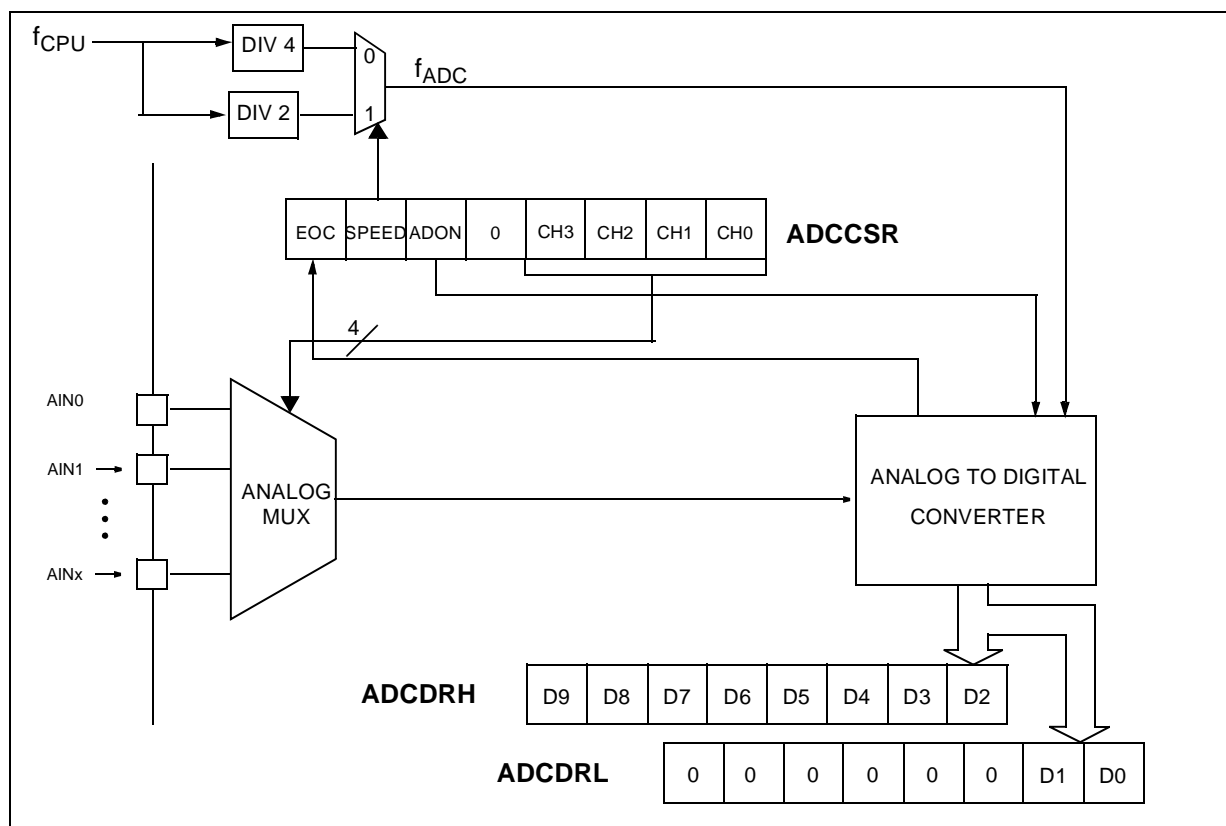 fCPU
DIV 4
0
fADC
DIV 2
1
EOC SPEED ADON 0 CH3 CH2 CH1 CH0
ADCCSR
4
AIN0
AIN1
ANALOG
MUX
AINx
ANALOG TO DIGITAL
CONVERTER
ADCDRH
D9 D8 D7 D6 D5 D4 D3 D2
ADCDRL
0 0 0 0 0 0 D1 D0